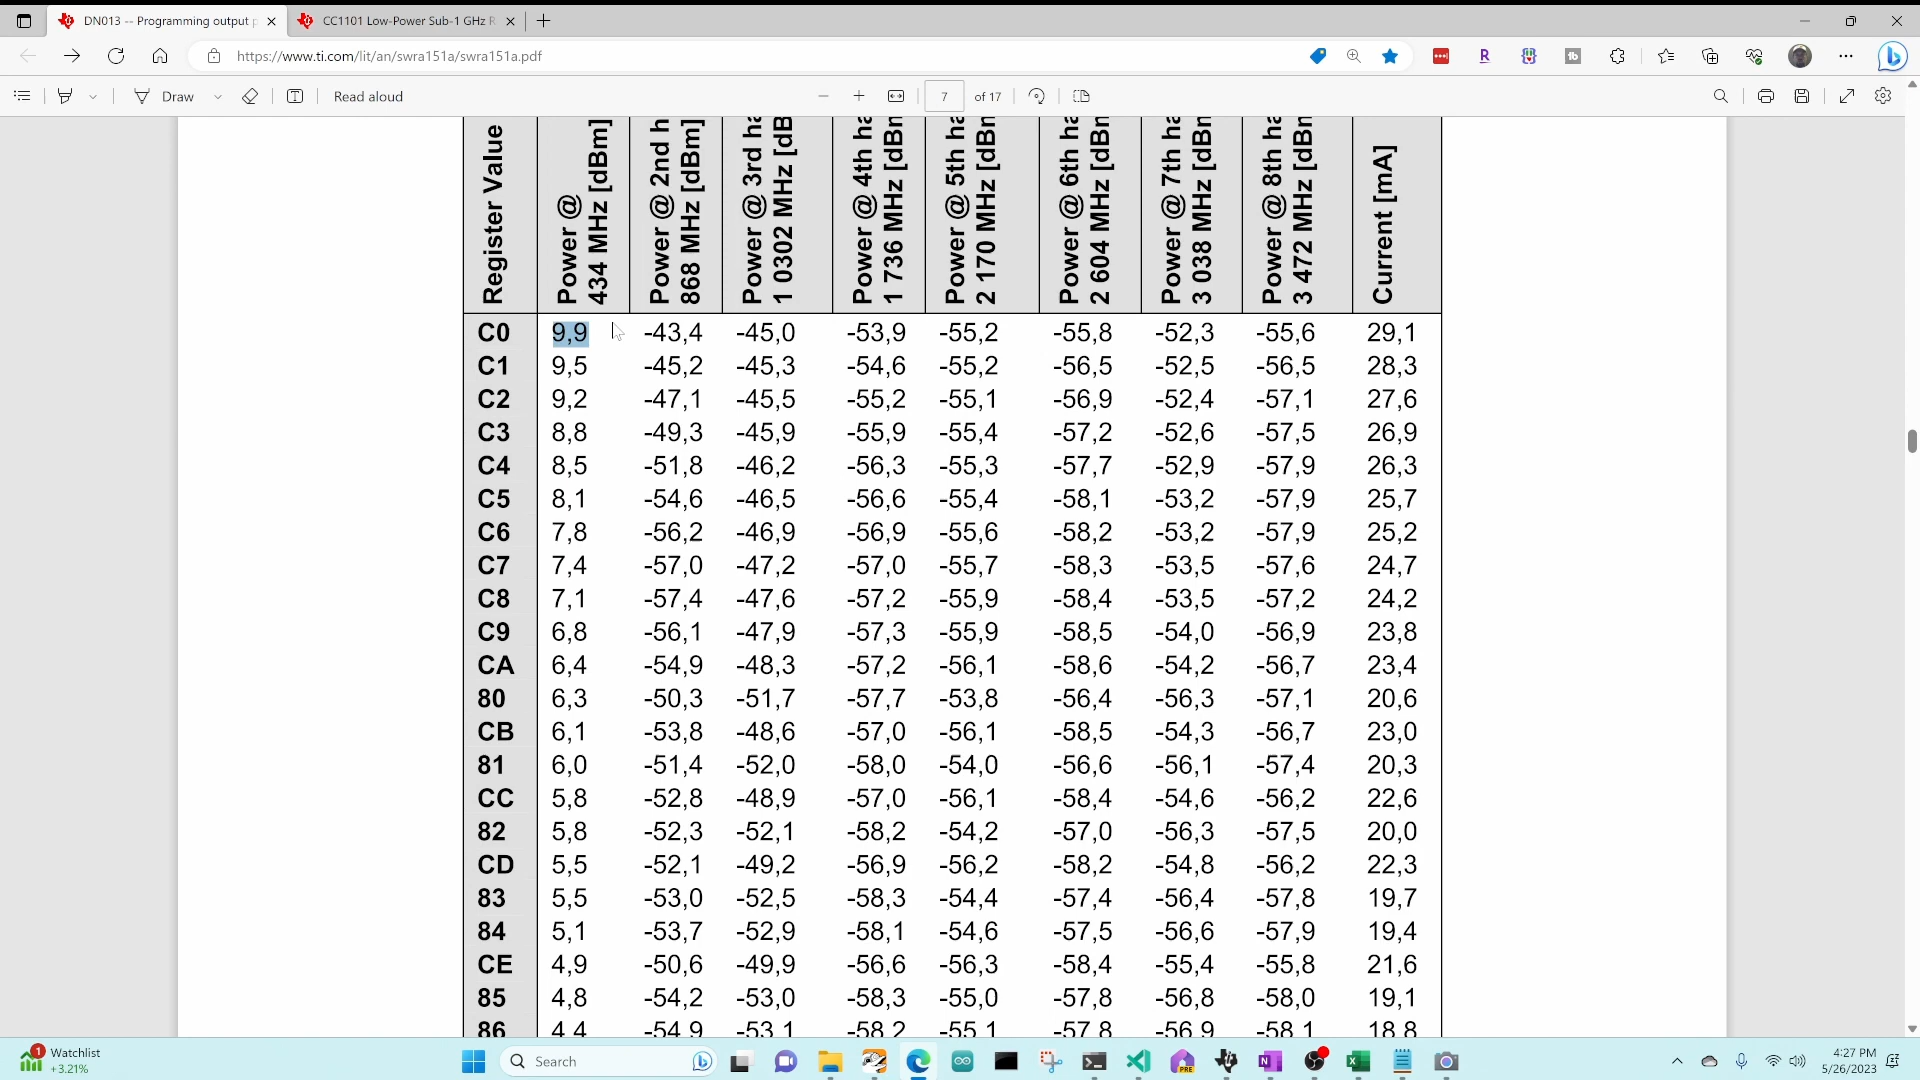 DN013 -- Programming output p
CC1101 Low-Power Sub-1 GHz R
https://www.ti.com/lit/an/swra151a/swra151a.pdf
Draw
Read aloud
7 of 17
Register Value
Power @
434 MHz [dBm]
Power @ 2nd
868 MHz [dBm]
Power @ 3rd
1 0302 MHz
Power @ 4th
1 736 MHz
Power @ 5th
2 170 MHz
Power @ 6th
2 604 MHz
Power @ 7th
3 038 MHz
Power @ 8th
3 472 MHz
Current [mA]
C0 9,9 -43,4 -45,0 -53,9 -55,2 -55,8 -52,3 -55,6 29,1
C1 9,5 -45,2 -45,3 -54,6 -55,2 -56,5 -52,5 -56,5 28,3
C2 9,2 -47,1 -45,5 -55,2 -55,1 -56,9 -52,4 -57,1 27,6
C3 8,8 -49,3 -45,9 -55,9 -55,4 -57,2 -52,6 -57,5 26,9
C4 8,5 -51,8 -46,2 -56,3 -55,3 -57,7 -52,9 -57,9 26,3
C5 8,1 -54,6 -46,5 -56,6 -55,4 -58,1 -53,2 -57,9 25,7
C6 7,8 -56,2 -46,9 -56,9 -55,6 -58,2 -53,2 -57,9 25,2
C7 7,4 -57,0 -47,2 -57,0 -55,7 -58,3 -53,5 -57,6 24,7
C8 7,1 -57,4 -47,6 -57,2 -55,9 -58,4 -53,5 -57,2 24,2
C9 6,8 -56,1 -47,9 -57,3 -55,9 -58,5 -54,0 -56,9 23,8
CA 6,4 -54,9 -48,3 -57,2 -56,1 -58,6 -54,2 -56,7 23,4
80 6,3 -50,3 -51,7 -57,7 -53,8 -56,4 -56,3 -57,1 20,6
CB 6,1 -53,8 -48,6 -57,0 -56,1 -58,5 -54,3 -56,7 23,0
81 6,0 -51,4 -52,0 -58,0 -54,0 -56,6 -56,1 -57,4 20,3
CC 5,8 -52,8 -48,9 -57,0 -56,1 -58,4 -54,6 -56,2 22,6
82 5,8 -52,3 -52,1 -58,2 -54,2 -57,0 -56,3 -57,5 20,0
CD 5,5 -52,1 -49,2 -56,9 -56,2 -58,2 -54,8 -56,2 22,3
83 5,5 -53,0 -52,5 -58,3 -54,4 -57,4 -56,4 -57,8 19,7
84 5,1 -53,7 -52,9 -58,1 -54,6 -57,5 -56,6 -57,9 19,4
CE 4,9 -50,6 -49,9 -56,6 -56,3 -58,4 -55,4 -55,8 21,6
85 4,8 -54,2 -53,0 -58,3 -55,0 -57,8 -56,8 -58,0 19,1
86 4,4 -54,9 -53,1 -58,2 -55,1 -57,8 -56,9 -58,1 18,8
1 Watchlist
+3.21%
Search
PRE
4:27 PM
5/26/2023